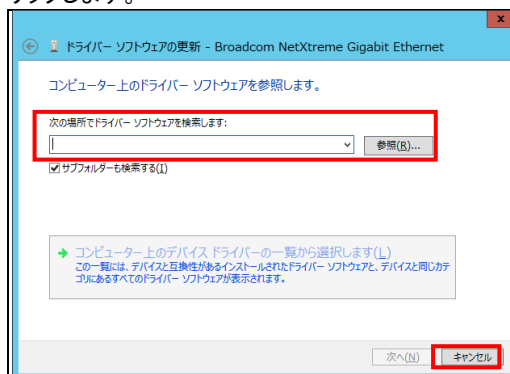 リックします。
x
ドライバー ソフトウェアの更新 - Broadcom NetXtreme Gigabit Ethernet
コンピューター上のドライバー ソフトウェアを参照します。
次の場所でドライバー ソフトウェアを検索します:
参照(R)...
サブフォルダーも検索する(I)
コンピューター上のデバイス ドライバーの一覧から選択します(L)
この一覧には、デバイスと互換性があるインストールされたドライバー ソフトウェアと、デバイスと同じカテ
ゴリにあるすべてのドライバー ソフトウェアが表示されます。
次へ(N)
キャンセル